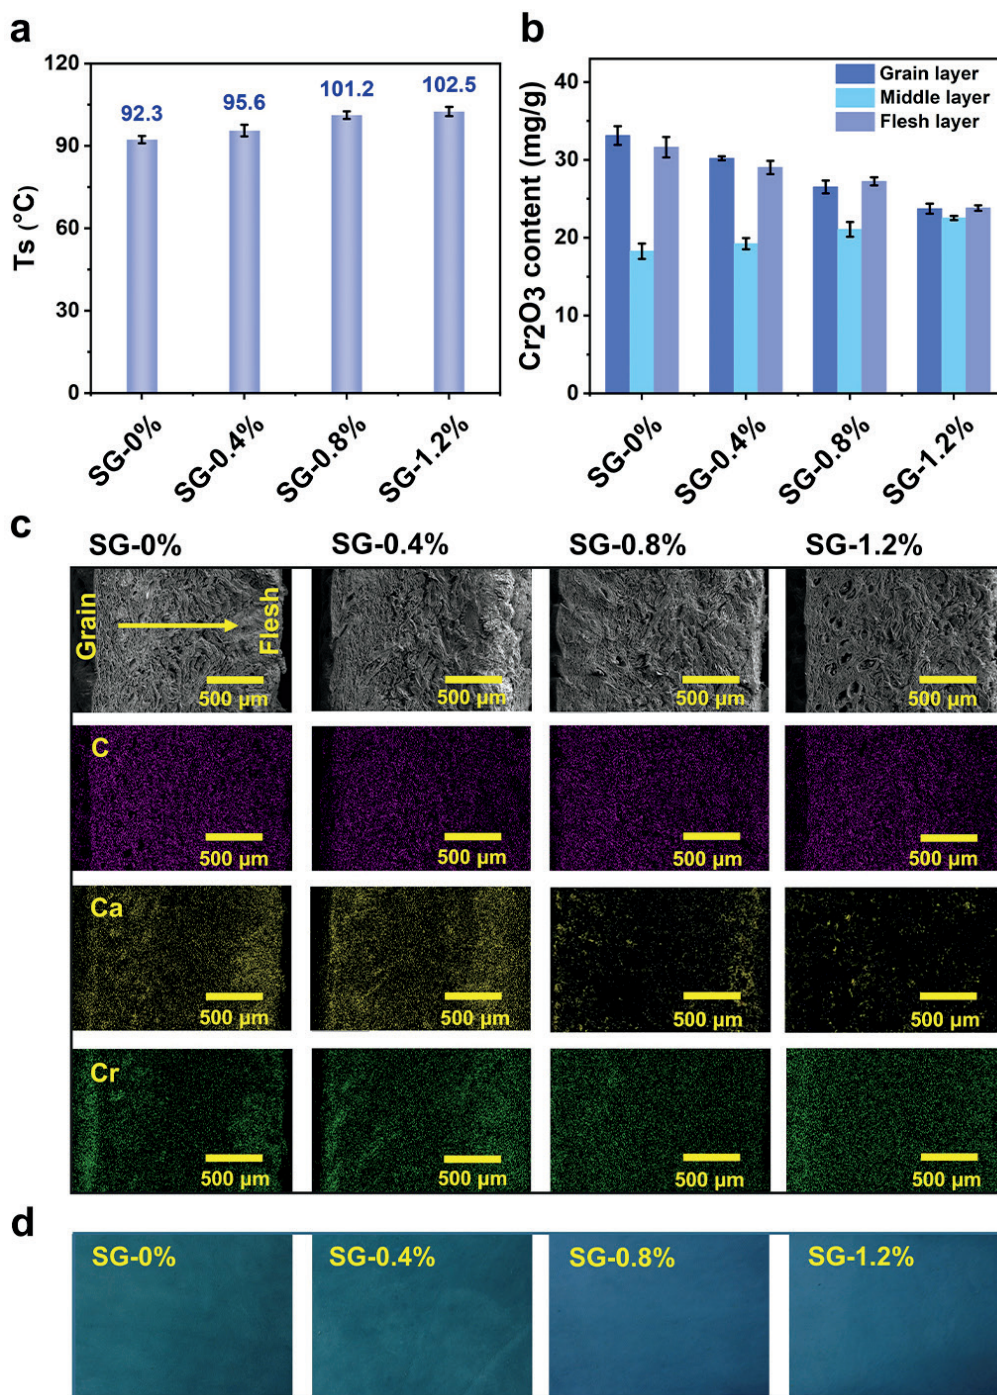 a
120
90
60
30
0
Ts (°C)
92.3
95.6
101.2
102.5
SG-0%
SG-0.4%
SG-0.8%
SG-1.2%
b
40
30
20
10
0
Cr2O3 content (mg/g)
Grain layer
Middle layer
Flesh layer
SG-0%
SG-0.4%
SG-0.8%
SG-1.2%
c
SG-0% SG-0.4% SG-0.8% SG-1.2%
Grain
Flesh
500 μm 500 μm 500 μm 500 μm
C
500 μm 500 μm 500 μm 500 μm
Ca
500 μm 500 μm 500 μm 500 μm
Cr
500 μm 500 μm 500 μm 500 μm
d
SG-0% SG-0.4% SG-0.8% SG-1.2%